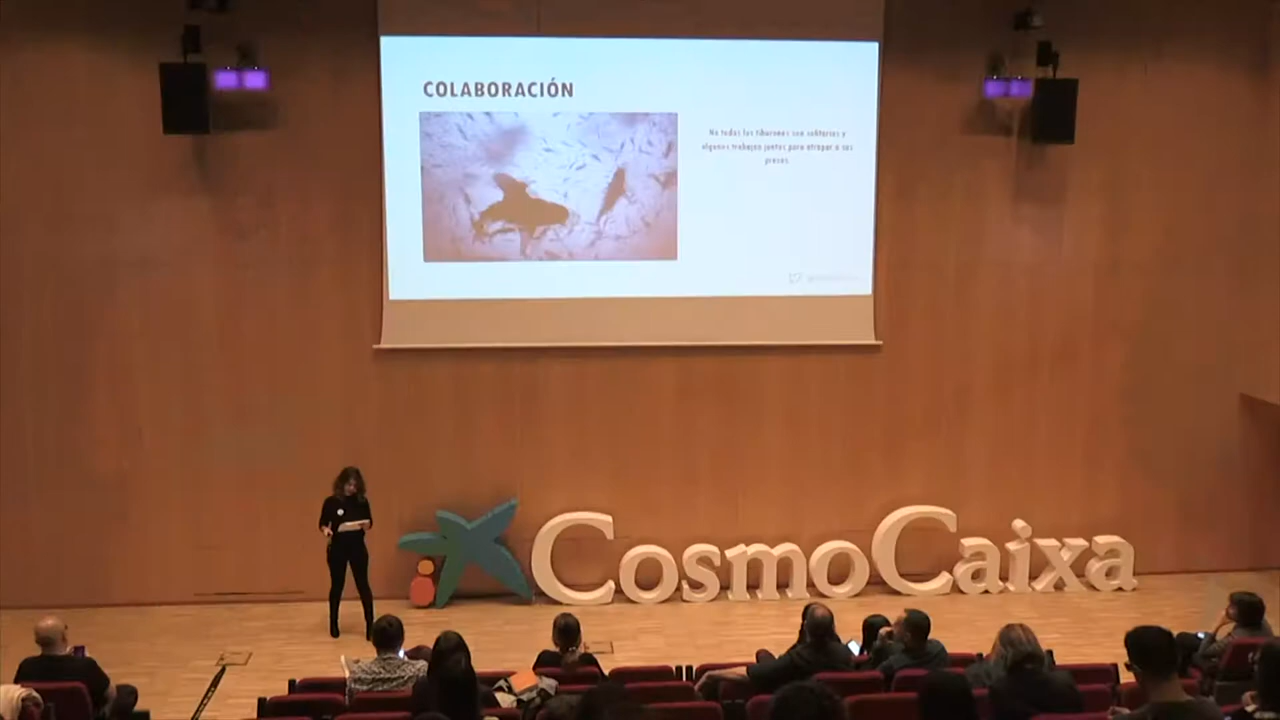 COLABORACIÓN
No todos los tiburones son solitarios y
algunos trabajan juntos para atrapar a sus
presas
CosmoCaixa